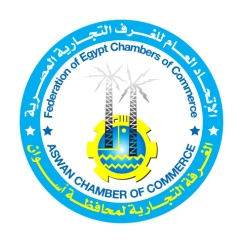 الاتحاد العام للغرف التجارية المصرية
Federation of Egypt Chambers of Commerce
ASWAN CHAMBER OF COMMERCE
الغرفة التجارية لمحافظة أسوان